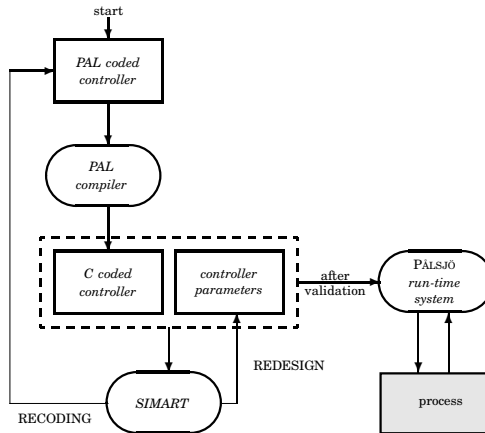 start
PAL coded
controller
PAL
compiler
C coded
controller
controller
parameters
after
validation
PÅLSJÖ
run-time
system
REDESIGN
SIMART
RECODING
process